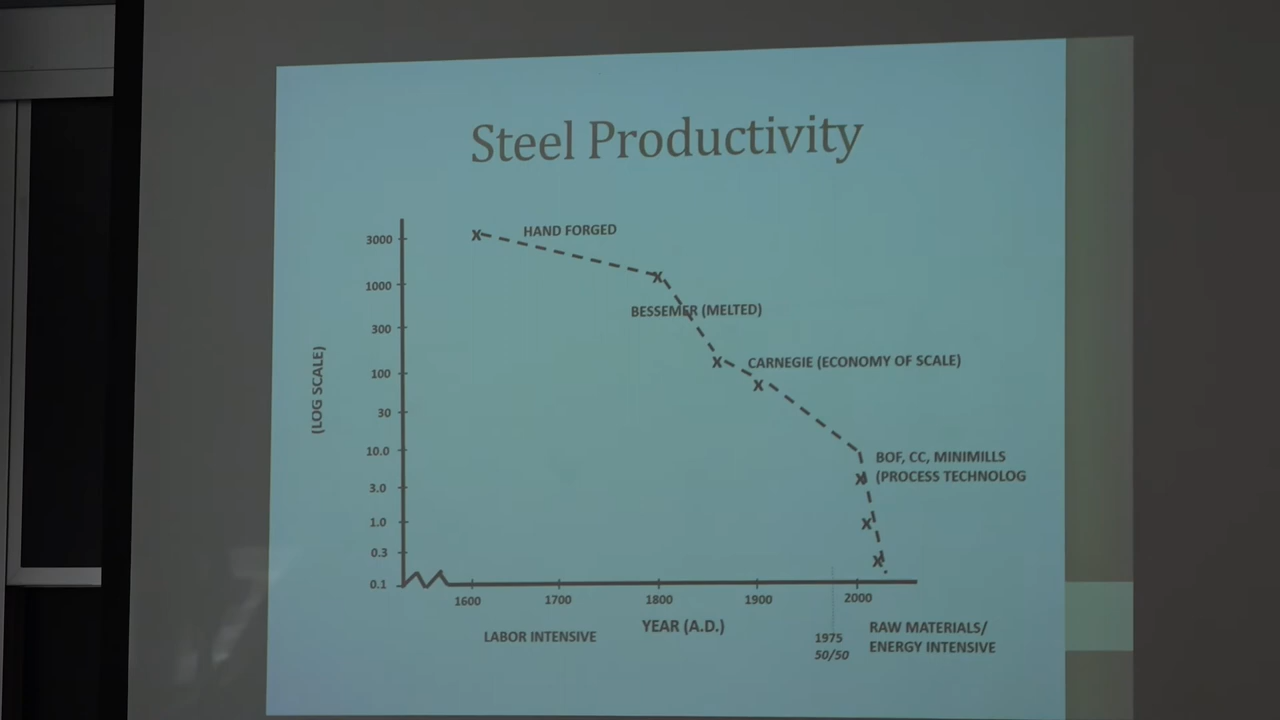 Steel Productivity
3000
1000
300
100
30
10.0
3.0
1.0
0.3
0.1
(LOG SCALE)
HAND FORGED
BESSEMER (MELTED)
CARNEGIE (ECONOMY OF SCALE)
BOF, CC, MINIMILLS
(PROCESS TECHNOLOG
1600 1700 1800 1900 2000
YEAR (A.D.)
LABOR INTENSIVE
1975
50/50
RAW MATERIALS/
ENERGY INTENSIVE